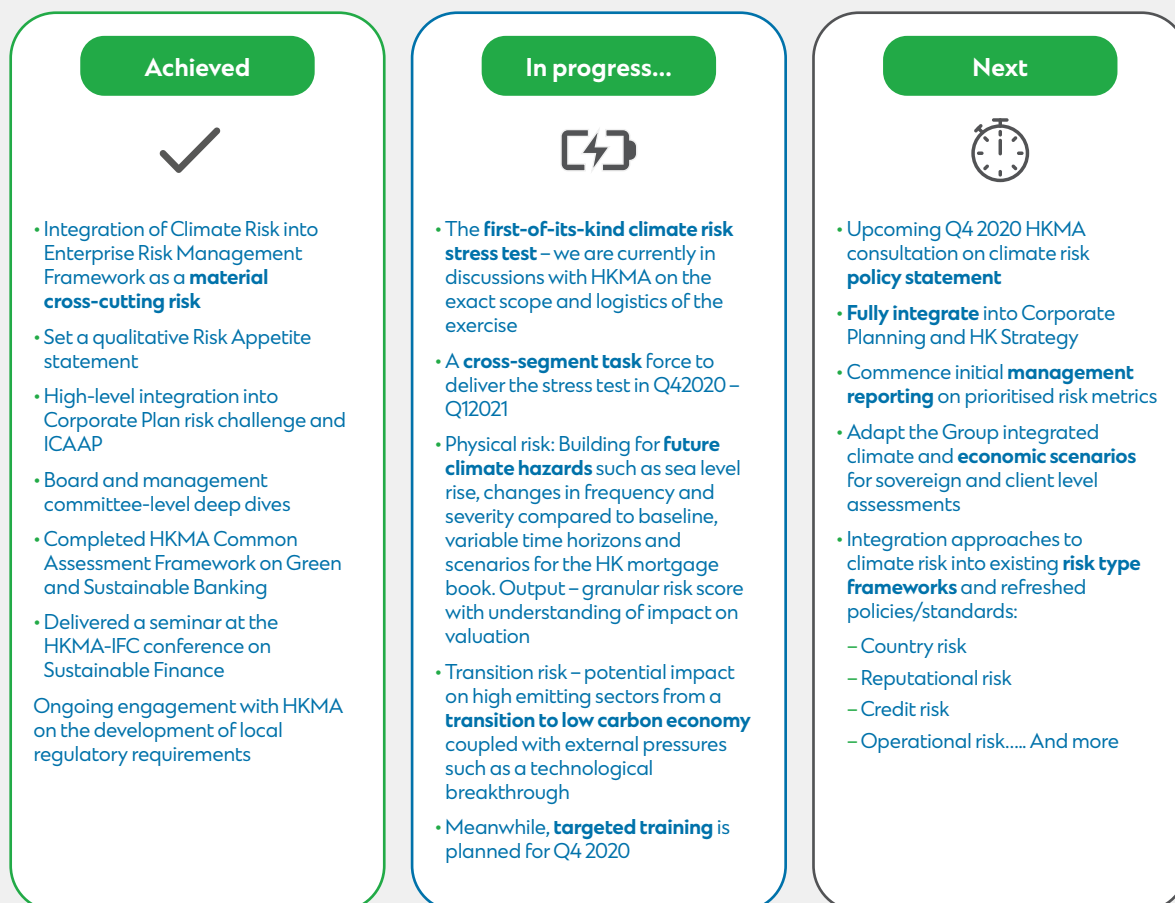 Achieved
• Integration of Climate Risk into
Enterprise Risk Management
Framework as a material
cross-cutting risk
• Set a qualitative Risk Appetite
statement
• High-level integration into
Corporate Plan risk challenge and
ICAAP
• Board and management
committee-level deep dives
• Completed HKMA Common
Assessment Framework on Green
and Sustainable Banking
• Delivered a seminar at the
HKMA-IFC conference on
Sustainable Finance
Ongoing engagement with HKMA
on the development of local
regulatory requirements
In progress...
• The first-of-its-kind climate risk
stress test – we are currently in
discussions with HKMA on the
exact scope and logistics of the
exercise
• A cross-segment task force to
deliver the stress test in Q42020 –
Q12021
• Physical risk: Building for future
climate hazards such as sea level
rise, changes in frequency and
severity compared to baseline,
variable time horizons and
scenarios for the HK mortgage
book. Output – granular risk score
with understanding of impact on
valuation
• Transition risk – potential impact
on high emitting sectors from a
transition to low carbon economy
coupled with external pressures
such as a technological
breakthrough
• Meanwhile, targeted training is
planned for Q4 2020
Next
• Upcoming Q4 2020 HKMA
consultation on climate risk
policy statement
• Fully integrate into Corporate
Planning and HK Strategy
• Commence initial management
reporting on prioritised risk metrics
• Adapt the Group integrated
climate and economic scenarios
for sovereign and client level
assessments
• Integration approaches to
climate risk into existing risk type
frameworks and refreshed
policies/standards:
– Country risk
– Reputational risk
– Credit risk
– Operational risk..... And more